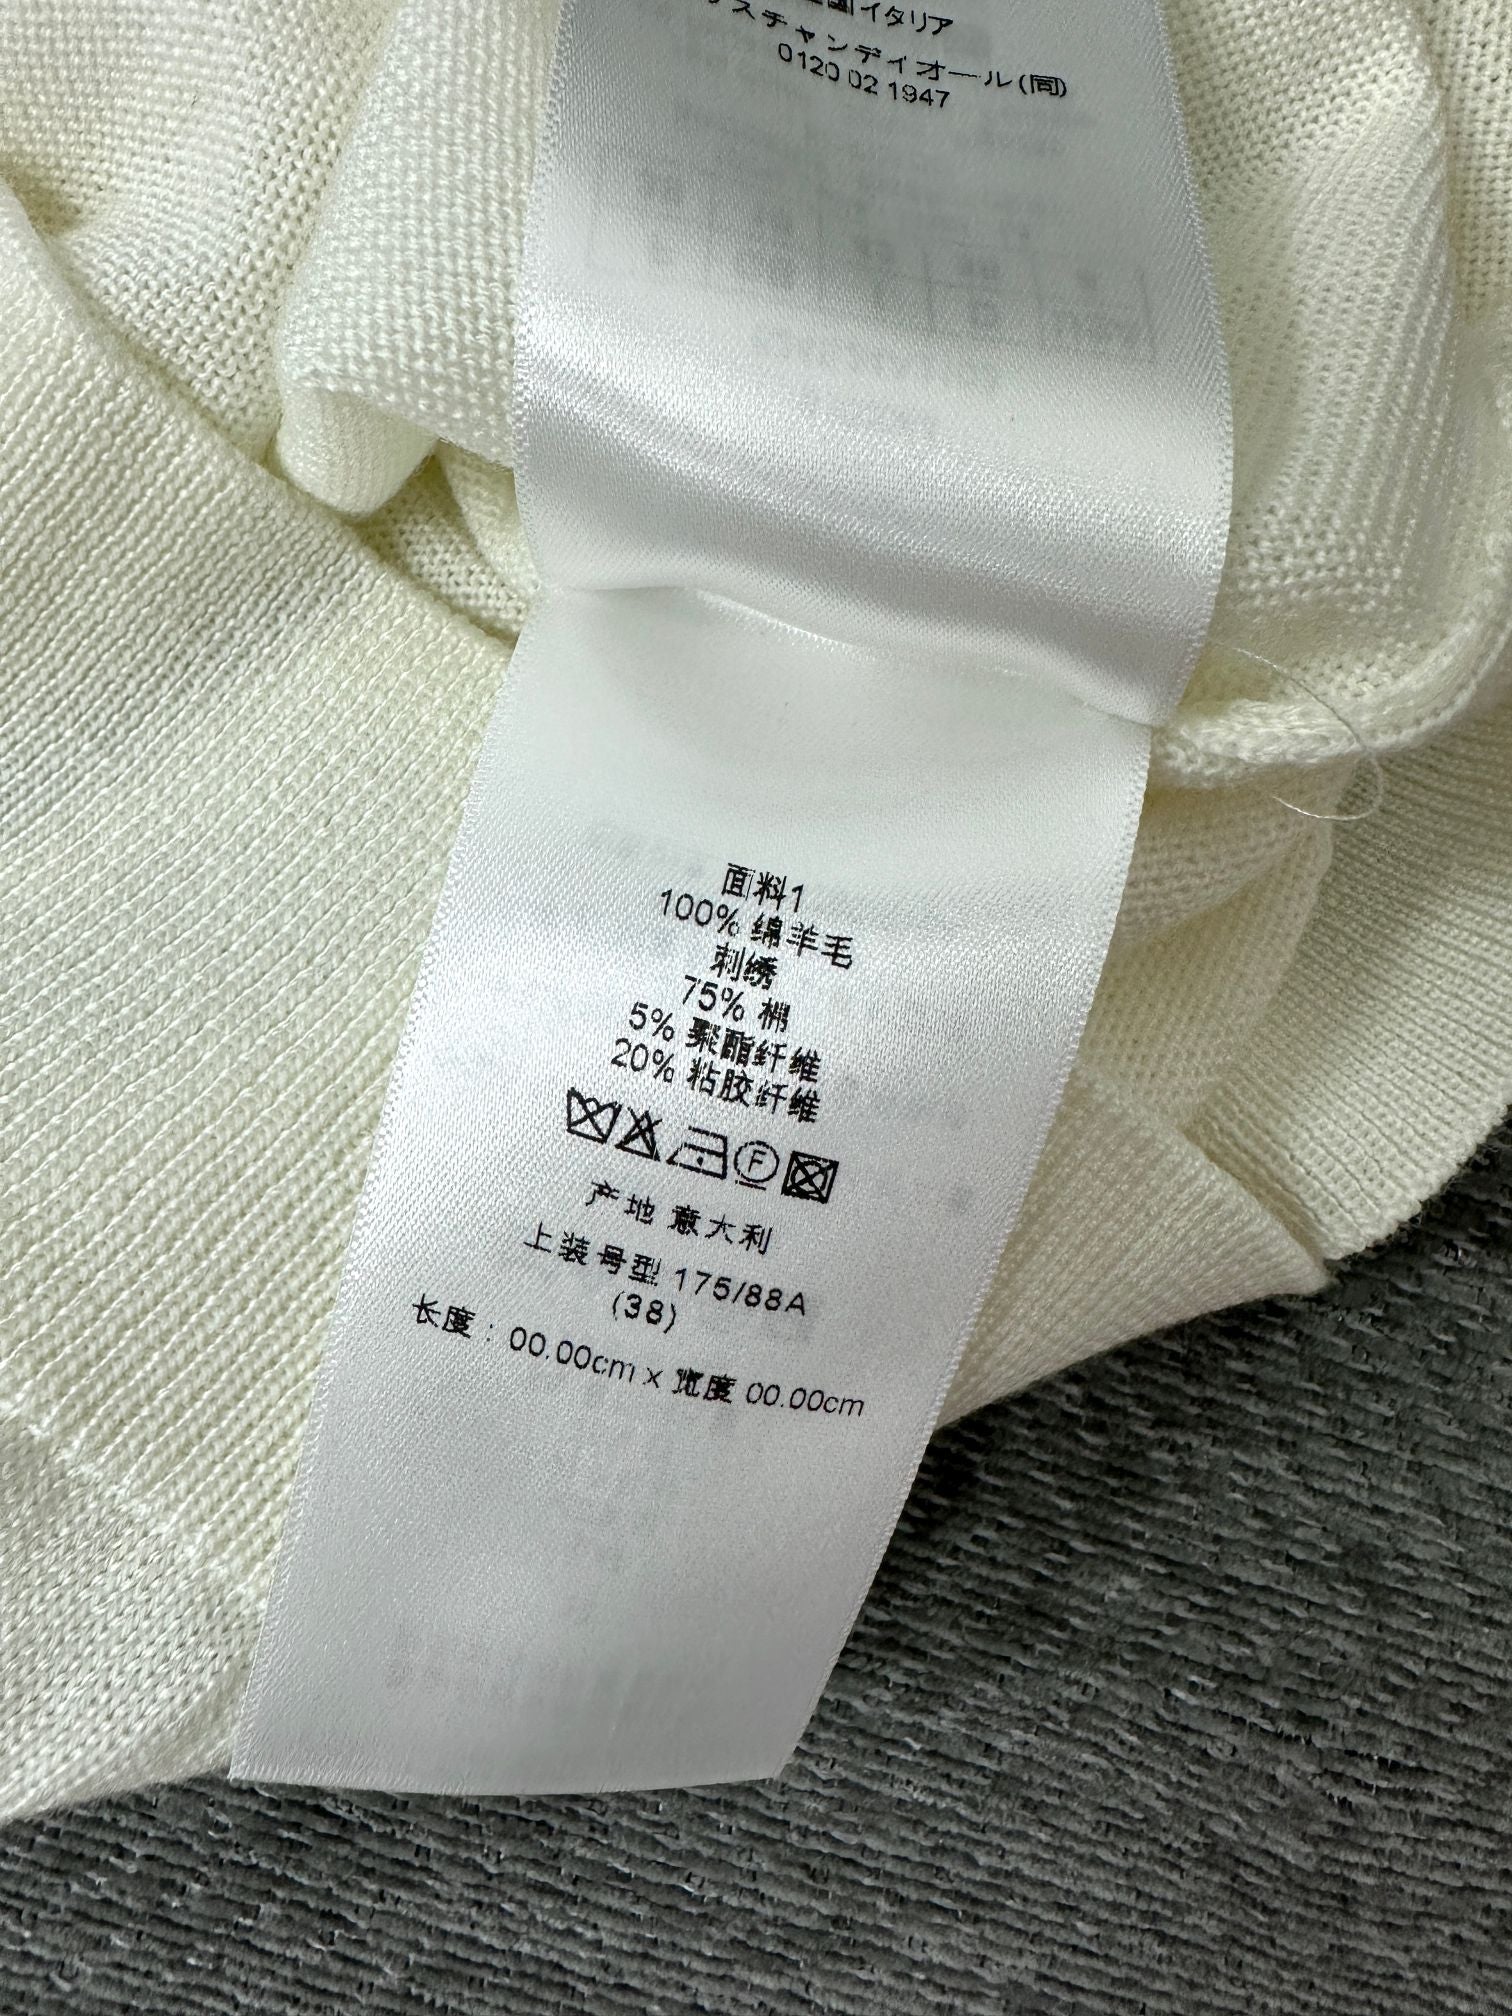 イタリア
スチャンディオール(同)
0120 02 1947
面料1
100% 绵羊毛
刺绣
75% 棉
5% 聚酯纤维
20% 粘胶纤维
F
产地 意大利
上装号型 175/88A
(38)
长度: 00.00cm x 宽度 00.00cm